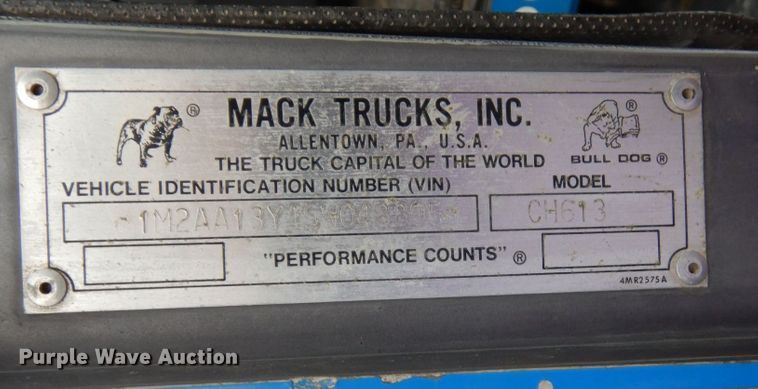 MACK TRUCKS, INC.
ALLENTOWN, PA., U.S.A.
THE TRUCK CAPITAL OF THE WORLD
BULL DOG ®
VEHICLE IDENTIFICATION NUMBER (VIN)
MODEL
CH613
"PERFORMANCE COUNTS" ®
4MR2575A
Purple Wave Auction